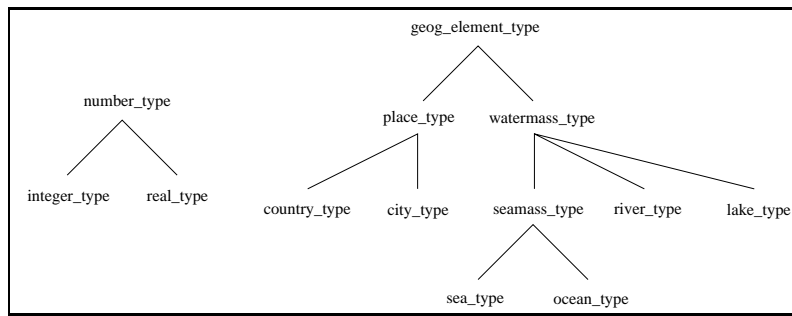 geog_element_type
number_type
place_type watermass_type
integer_type real_type
country_type city_type seamass_type river_type lake_type
sea_type ocean_type